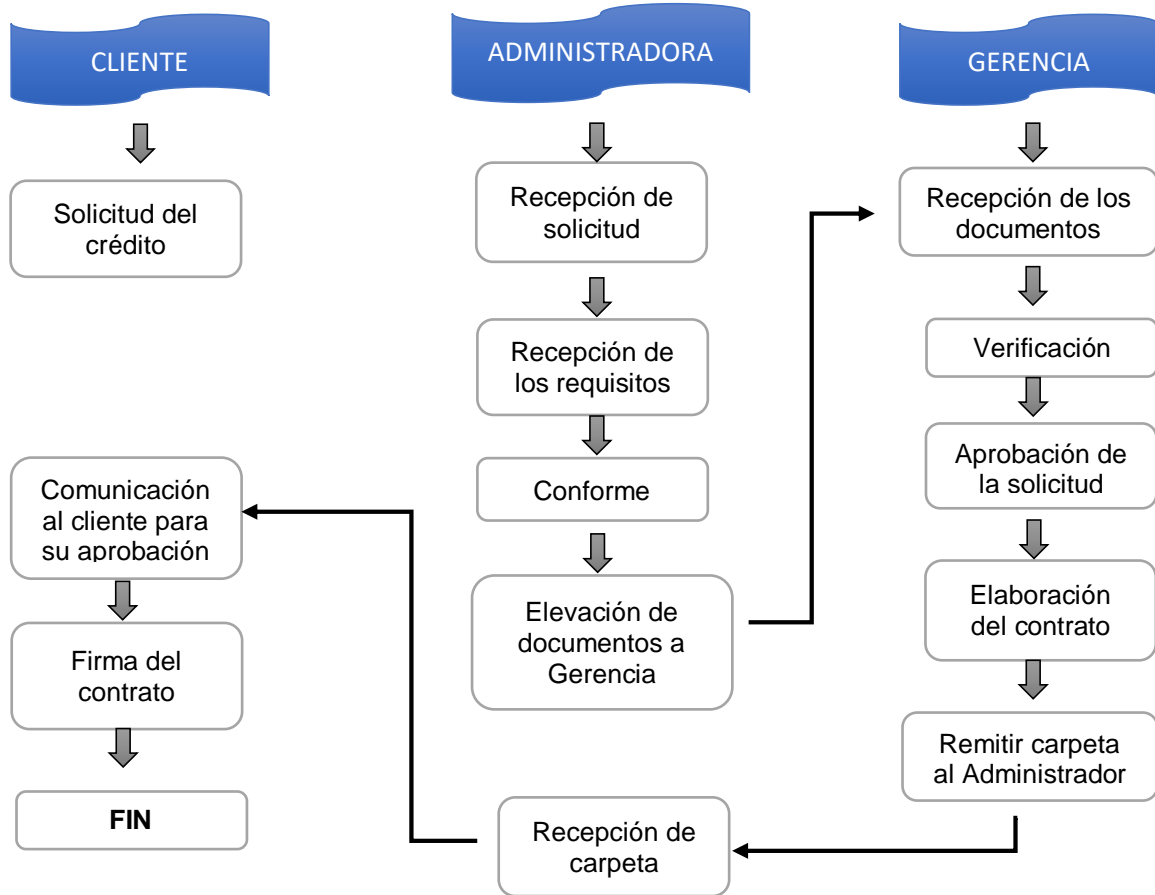 CLIENTE
Solicitud del
crédito
Comunicación
al cliente para
su aprobación
Firma del
contrato
FIN
ADMINISTRADORA
Recepción de
solicitud
Recepción de
los requisitos
Conforme
Elevación de
documentos a
Gerencia
Recepción de
carpeta
GERENCIA
Recepción de los
documentos
Verificación
Aprobación de
la solicitud
Elaboración
del contrato
Remitir carpeta
al Administrador